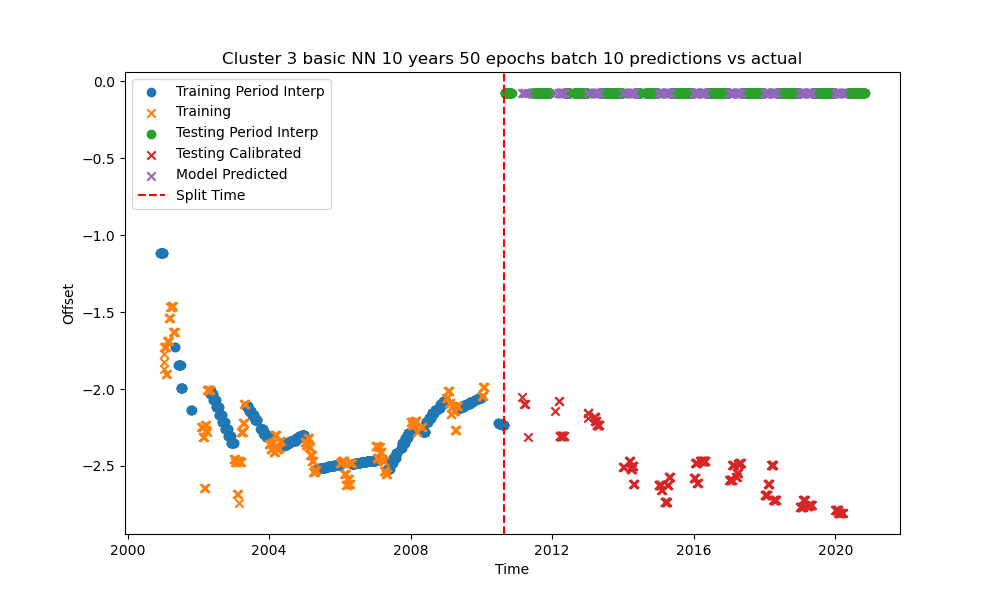 Cluster 3 basic NN 10 years 50 epochs batch 10 predictions vs actual
Training Period Interp
Training
Testing Period Interp
Testing Calibrated
Model Predicted
Split Time
0.0
−0.5
−1.0
−1.5
−2.0
−2.5
Offset
2000
2004
2008
2012
2016
2020
Time